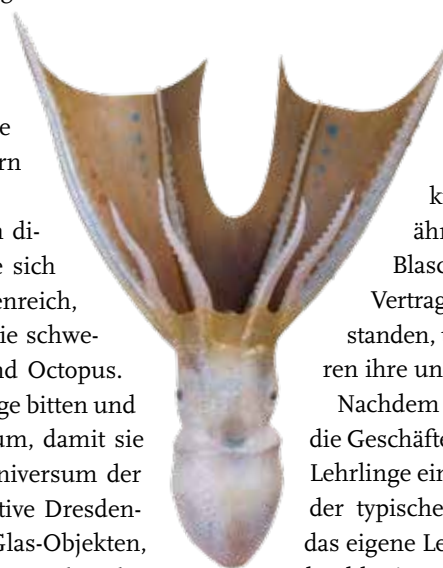 e
rn
n di-
e sich
enreich,
ie schwe-
nd Octopus.
ge bitten und
um, damit sie
niversum der
tive Dresden-
Glas-Objekten,
k
ähr
Blasc
Vertrag
standen,
ren ihre un
Nachdem
die Geschäfte
Lehrlinge ein
der typische
das eigene Le